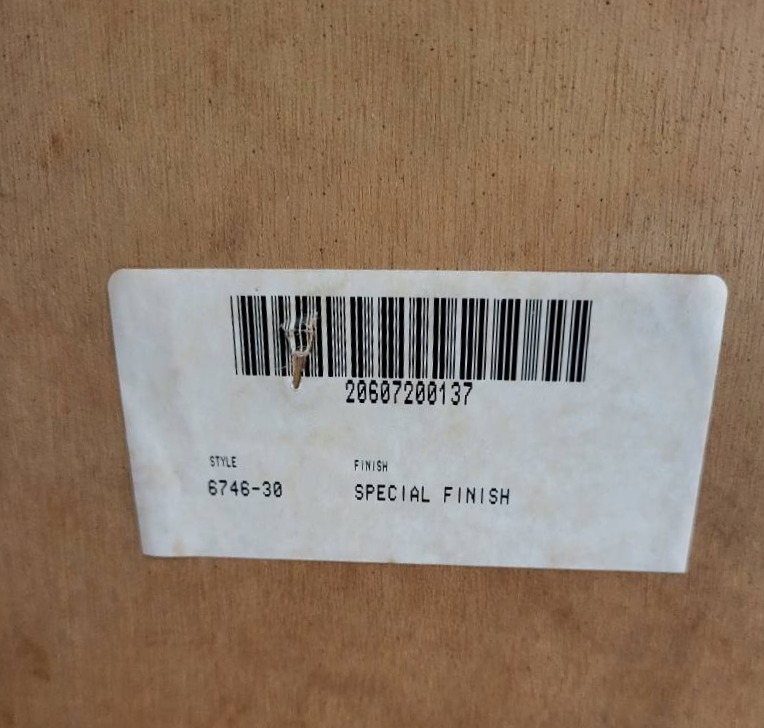 20607200137
STYLE FINISH
6746-30 SPECIAL FINISH